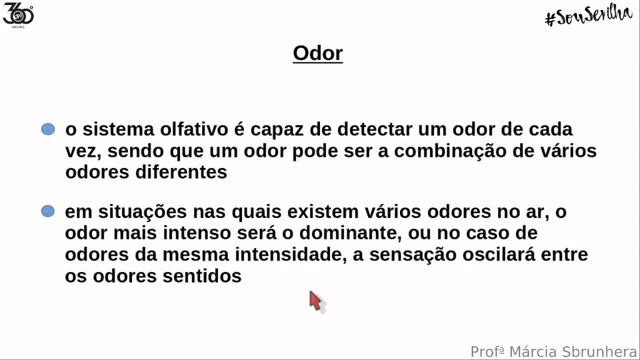 360°
#SouSerilha
Odor
o sistema olfativo é capaz de detectar um odor de cada
vez, sendo que um odor pode ser a combinação de vários
odores diferentes
em situações nas quais existem vários odores no ar, o
odor mais intenso será o dominante, ou no caso de
odores da mesma intensidade, a sensação oscilará entre
os odores sentidos
Profª Márcia Sbrunhera